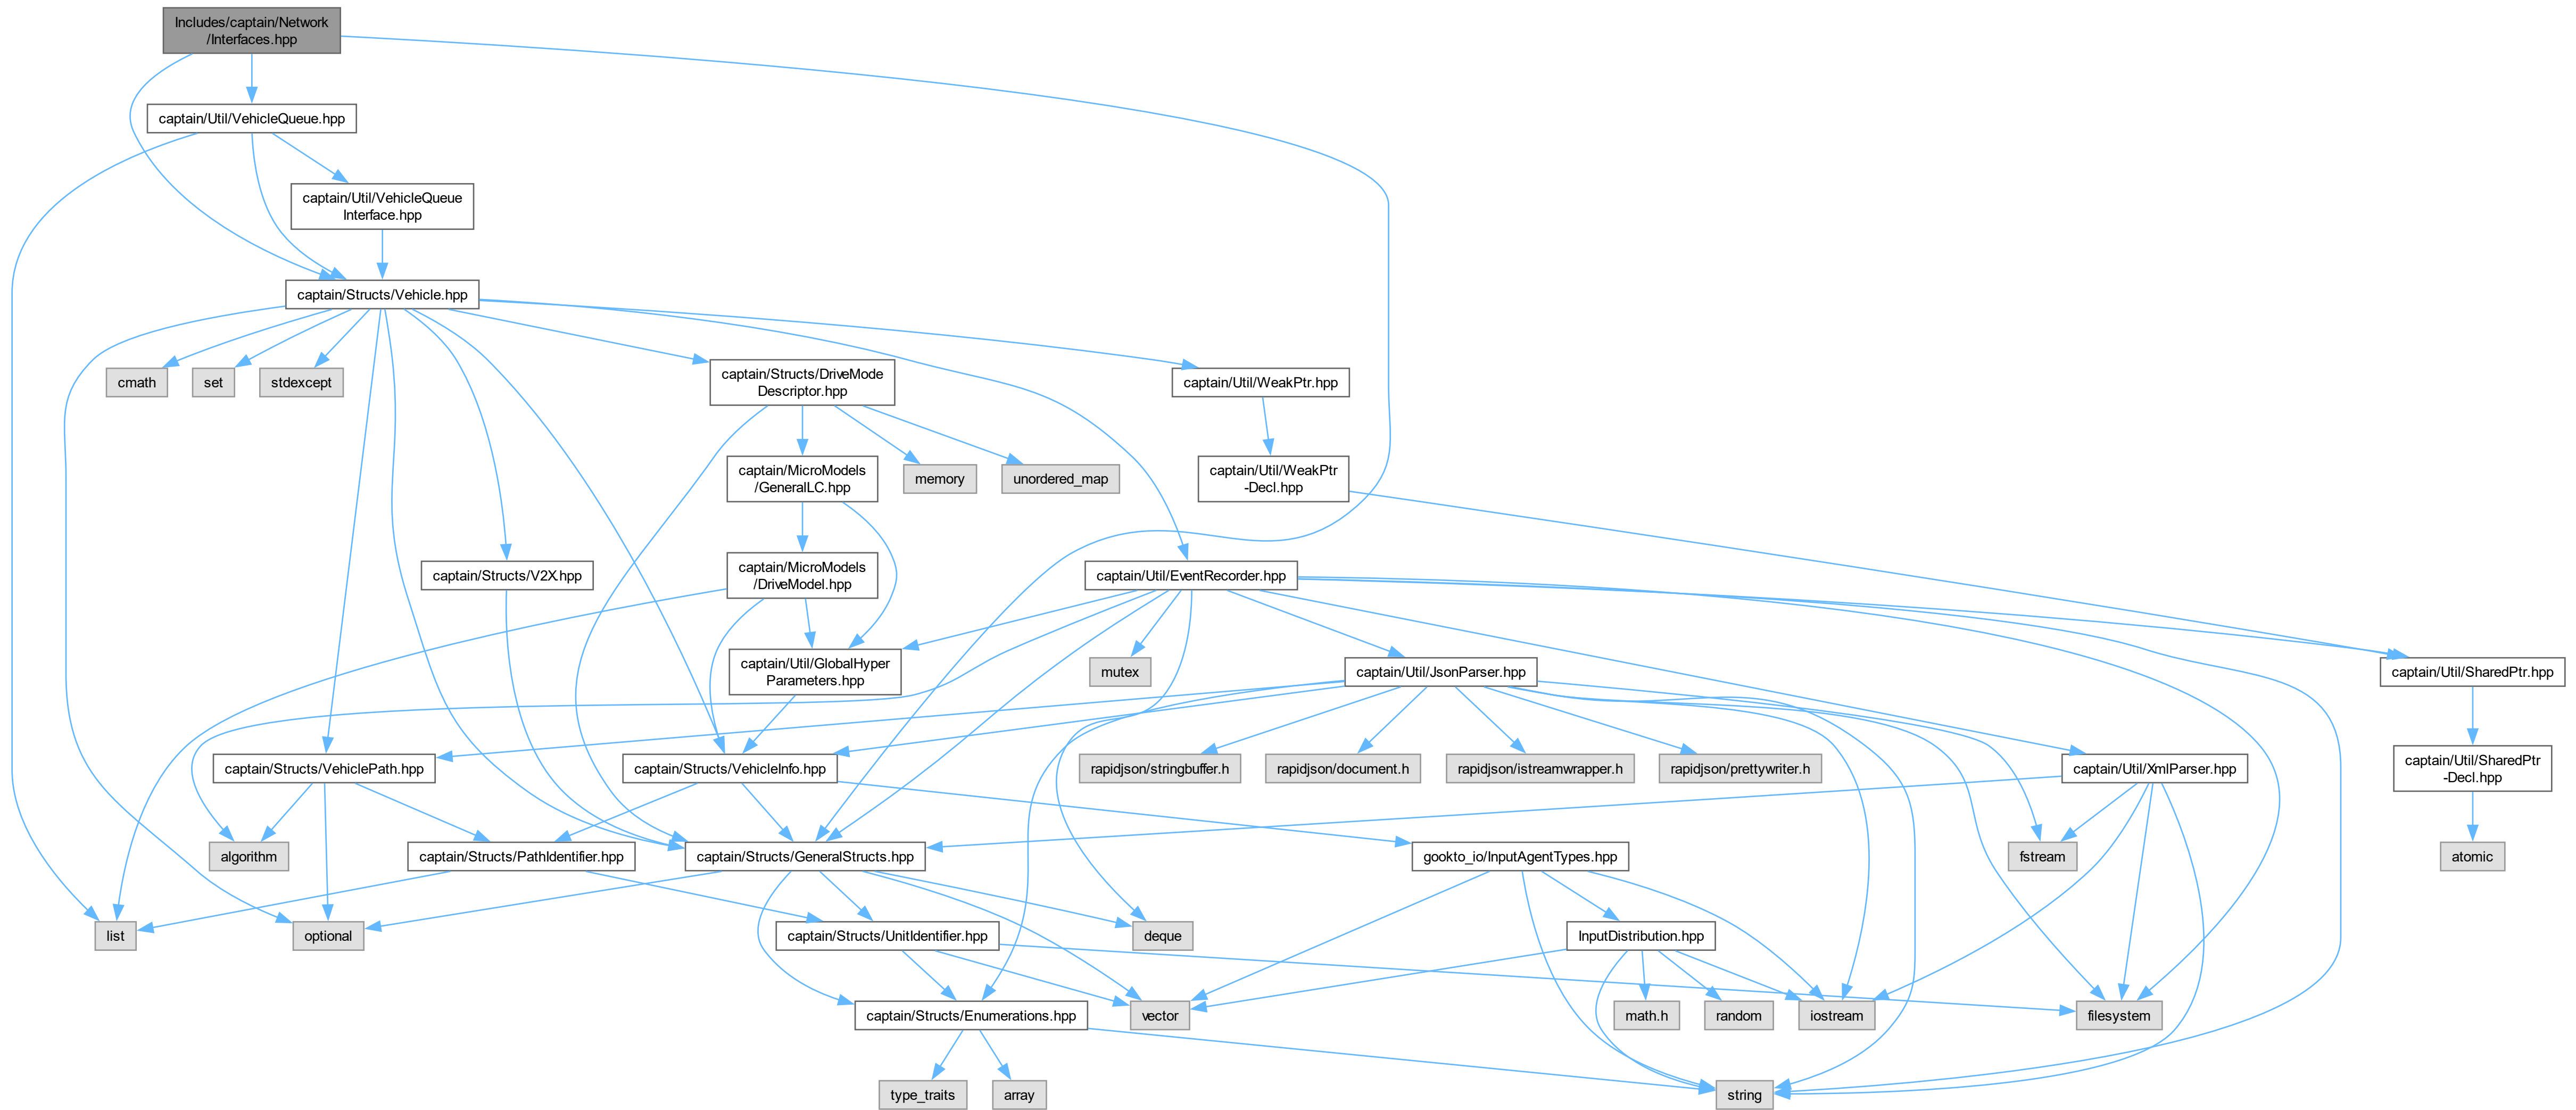 Includes/captain/Network
/Interfaces.hpp
captain/Util/VehicleQueue.hpp
captain/Util/VehicleQueue
Interface.hpp
captain/Structs/Vehicle.hpp
cmath
set
stdexcept
captain/Structs/DriveMode
Descriptor.hpp
captain/Util/WeakPtr.hpp
captain/MicroModels
/GeneralLC.hpp
memory
unordered_map
captain/Util/WeakPtr
-Decl.hpp
captain/Structs/V2X.hpp
captain/MicroModels
/DriveModel.hpp
captain/Util/EventRecorder.hpp
captain/Util/GlobalHyper
Parameters.hpp
mutex
captain/Util/JsonParser.hpp
captain/Util/SharedPtr.hpp
captain/Structs/VehiclePath.hpp
captain/Structs/VehicleInfo.hpp
rapidjson/stringbuffer.h
rapidjson/document.h
rapidjson/istreamwrapper.h
rapidjson/prettywriter.h
captain/Util/XmlParser.hpp
captain/Util/SharedPtr
-Decl.hpp
algorithm
captain/Structs/PathIdentifier.hpp
captain/Structs/GeneralStructs.hpp
gookto_io/InputAgentTypes.hpp
fstream
atomic
list
optional
captain/Structs/UnitIdentifier.hpp
deque
InputDistribution.hpp
captain/Structs/Enumerations.hpp
vector
math.h
random
iostream
filesystem
type_traits
array
string